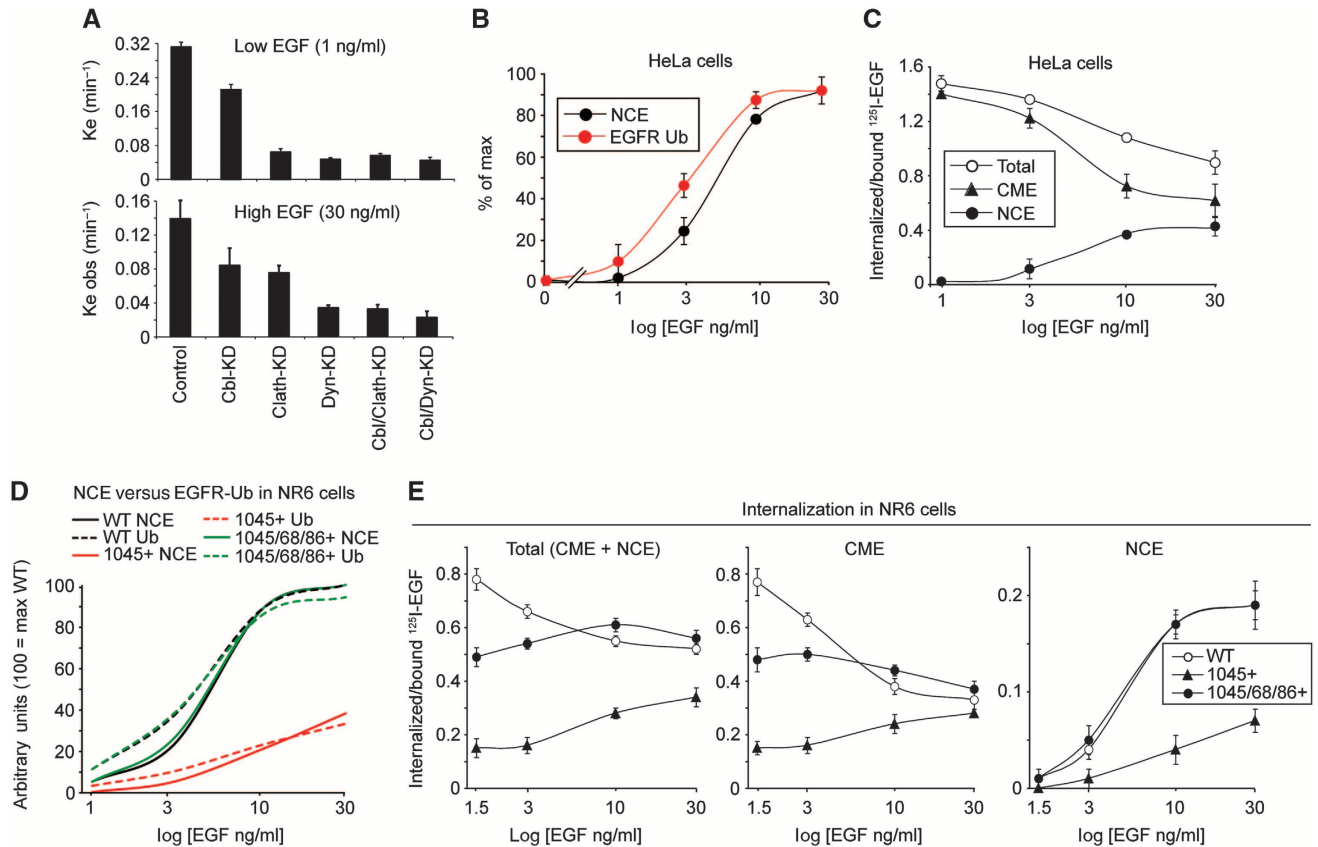 A
Low EGF (1 ng/ml)
Ke (min⁻¹)
0.32
0.24
0.16
0.08
0
High EGF (30 ng/ml)
Ke obs (min⁻¹)
0.16
0.12
0.08
0.04
0
Control
Cbl-KD
Clath-KD
Dyn-KD
Cbl/Clath-KD
Cbl/Dyn-KD
B
HeLa cells
NCE
EGFR Ub
% of max
100
80
60
40
20
0
0 1 3 10 30
log [EGF ng/ml]
C
HeLa cells
Internalized/bound ¹²⁵I-EGF
1.6
1.2
0.8
0.4
0
Total
CME
NCE
1 3 10 30
log [EGF ng/ml]
D
NCE versus EGFR-Ub in NR6 cells
WT NCE
WT Ub
1045+ NCE
1045+ Ub
1045/68/86+ NCE
1045/68/86+ Ub
Arbitrary units (100 = max WT)
100
80
60
40
20
0
1 3 10 30
log [EGF ng/ml]
E
Internalization in NR6 cells
Total (CME + NCE)
Internalized/bound ¹²⁵I-EGF
0.8
0.6
0.4
0.2
0
1.5 3 10 30
Log [EGF ng/ml]
CME
0.8
0.6
0.4
0.2
0
1.5 3 10 30
log [EGF ng/ml]
NCE
0.2
0.1
0
WT
1045+
1045/68/86+
1.5 3 10 30
log [EGF ng/ml]